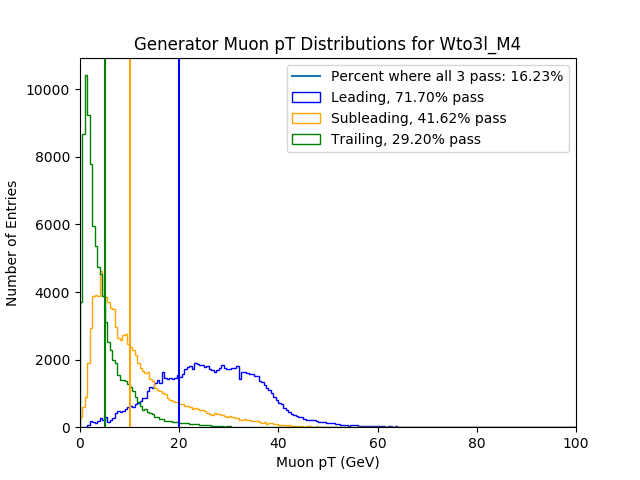 Generator Muon pT Distributions for Wto3l_M4
Percent where all 3 pass: 16.23%
Leading, 71.70% pass
Subleading, 41.62% pass
Trailing, 29.20% pass
Number of Entries
10000
8000
6000
4000
2000
0
0 20 40 60 80 100
Muon pT (GeV)